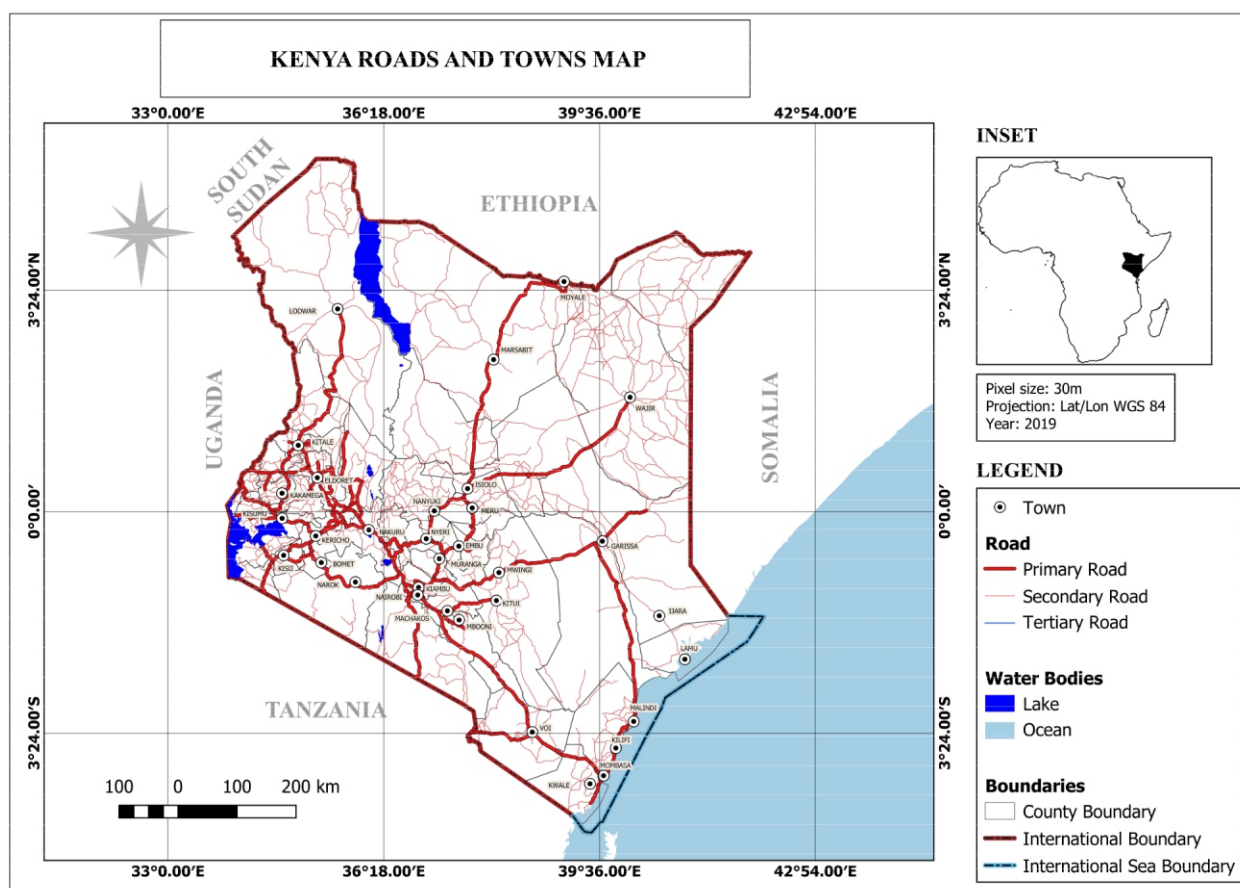 KENYA ROADS AND TOWNS MAP
33°0.00′E 36°18.00′E 39°36.00′E 42°54.00′E
SOUTH
SUDAN
ETHIOPIA
3°24.00′N
3°24.00′N
MOYALE
LODWAR
MARSABIT
UGANDA
WAJIR
SOMALIA
KITALE
ELDORET
ISIOLO
KAKAMEGA
NANYUKI
MERU
KISUMU
0°0.00′
0°0.00′
NAKURU
NYERI
KERICHO
EMBU
GARISSA
KISII
BOMET
MURANGA
MWINGI
NAROK
KIAMBU
NAIROBI
KITUI
MACHAKOS
MBOONI
IJARA
LAMU
TANZANIA
MALINDI
3°24.00′S
3°24.00′S
VOI
KILIFI
MOMBASA
KWALE
100 0 100 200 km
33°0.00′E 36°18.00′E 39°36.00′E 42°54.00′E
INSET
Pixel size: 30m
Projection: Lat/Lon WGS 84
Year: 2019
LEGEND
Town
Road
Primary Road
Secondary Road
Tertiary Road
Water Bodies
Lake
Ocean
Boundaries
County Boundary
International Boundary
International Sea Boundary